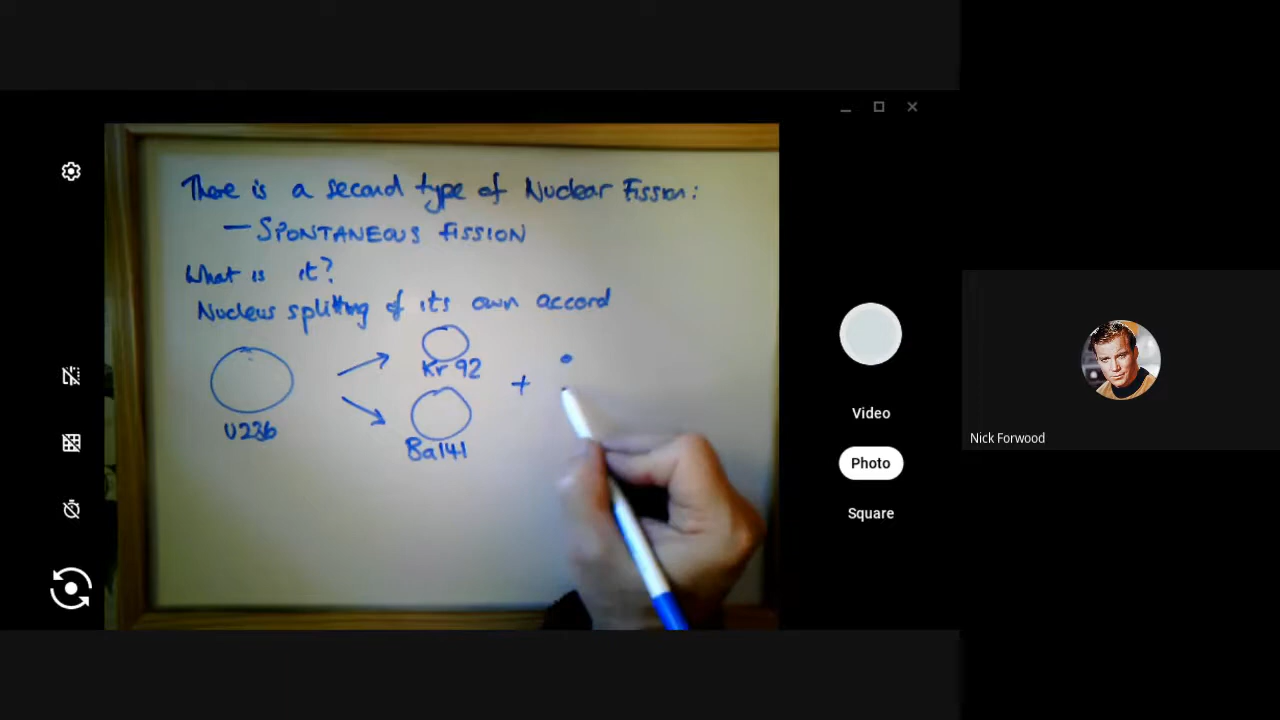 There is a second type of Nuclear Fission:
– SPONTANEOUS FISSION
What is it?
Nucleus splitting of its own accord
Kr 92
+
U236
Ba141
Video
Photo
Square
Nick Forwood